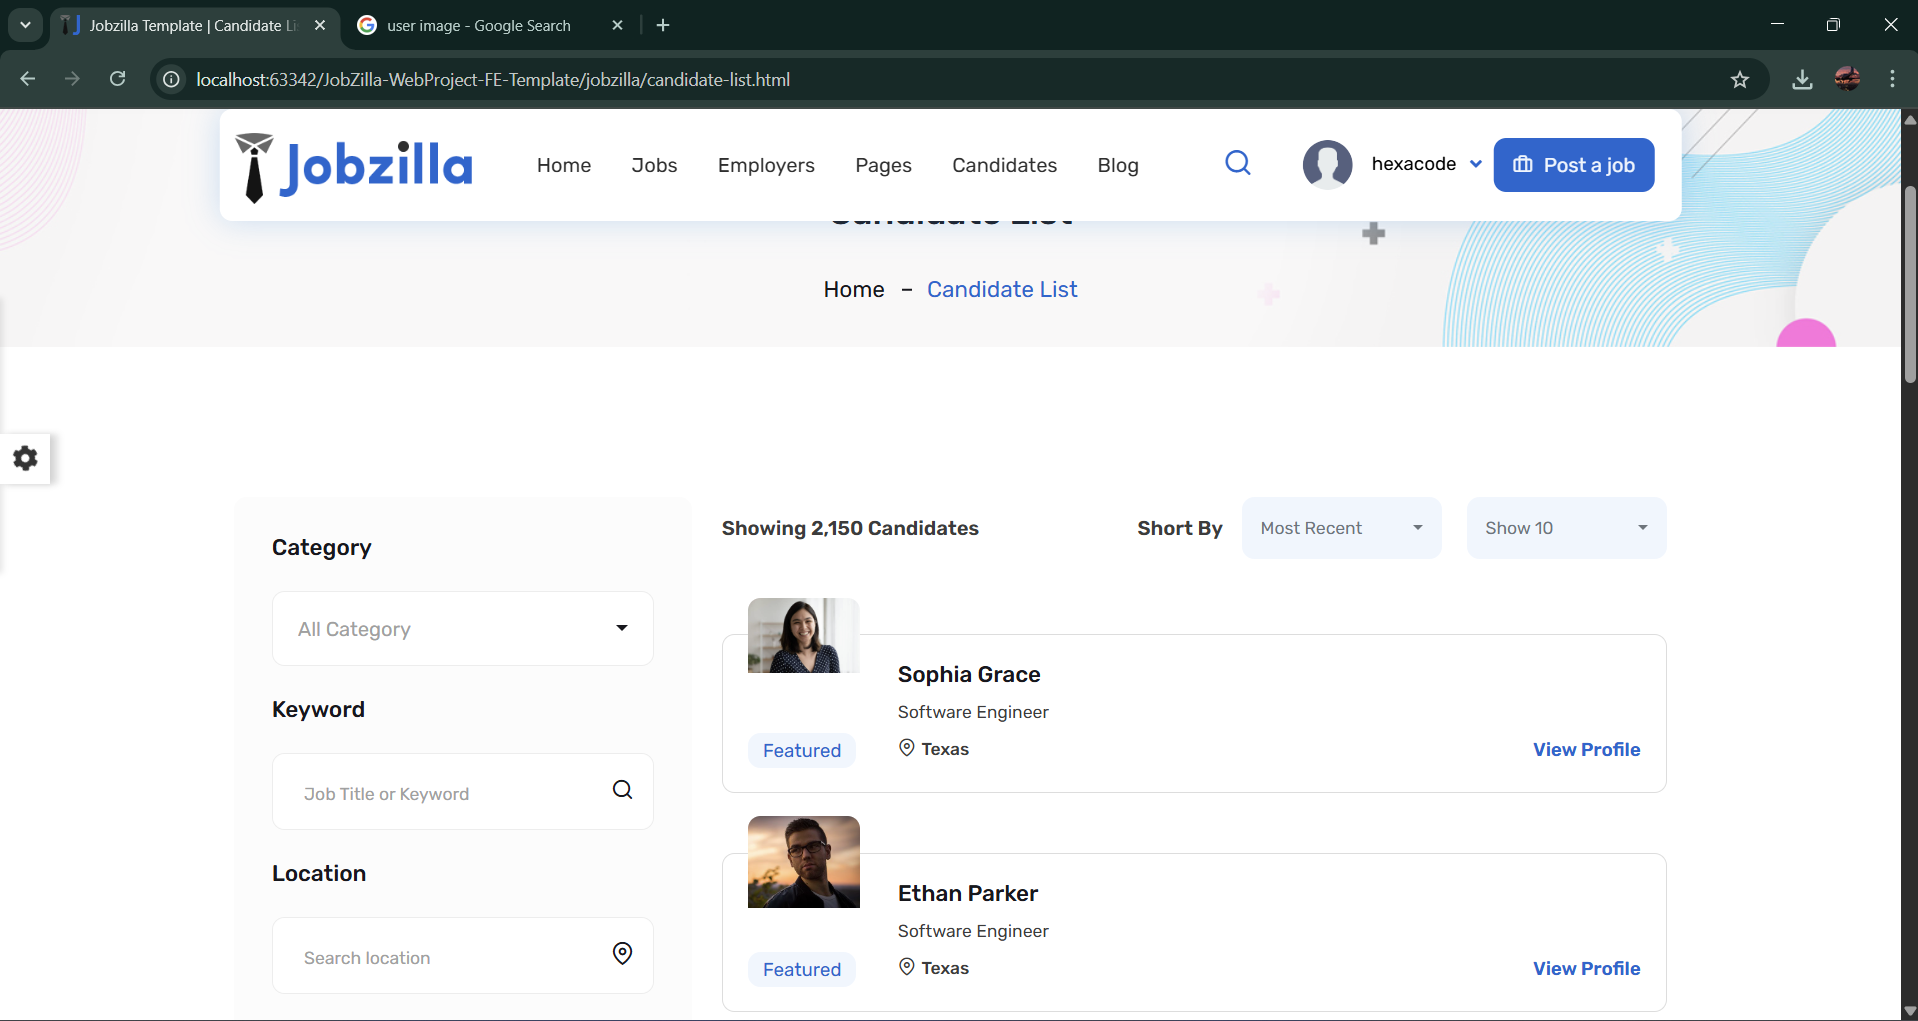 Jobzilla Template | Candidate Li
user image - Google Search
localhost:63342/JobZilla-WebProject-FE-Template/jobzilla/candidate-list.html
Jobzilla
Home
Jobs
Employers
Pages
Candidates
Blog
hexacode
Post a job
Candidate List
Home - Candidate List
Category
All Category
Keyword
Job Title or Keyword
Location
Search location
Showing 2,150 Candidates
Short By
Most Recent
Show 10
Sophia Grace
Software Engineer
Texas
Featured
View Profile
Ethan Parker
Software Engineer
Texas
Featured
View Profile